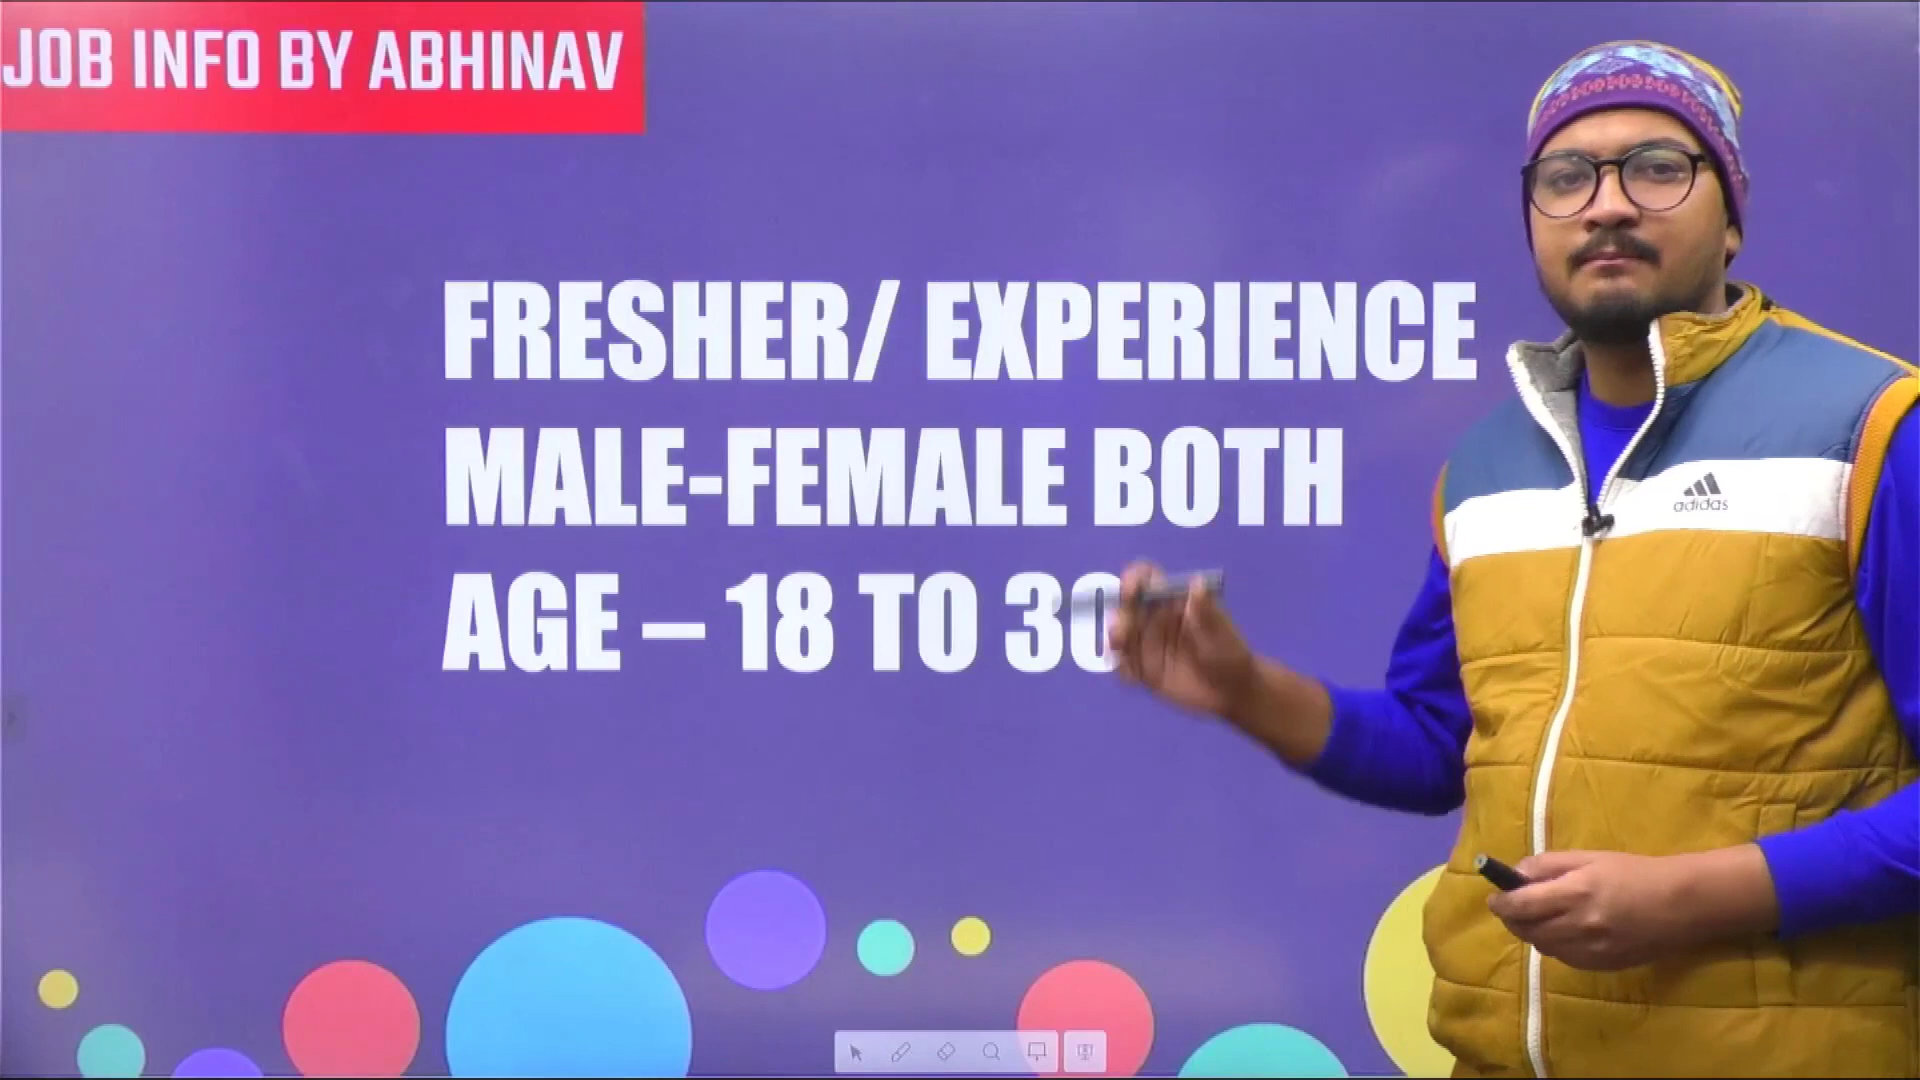 JOB INFO BY ABHINAV
FRESHER/ EXPERIENCE
MALE-FEMALE BOTH
AGE – 18 TO 30
adidas